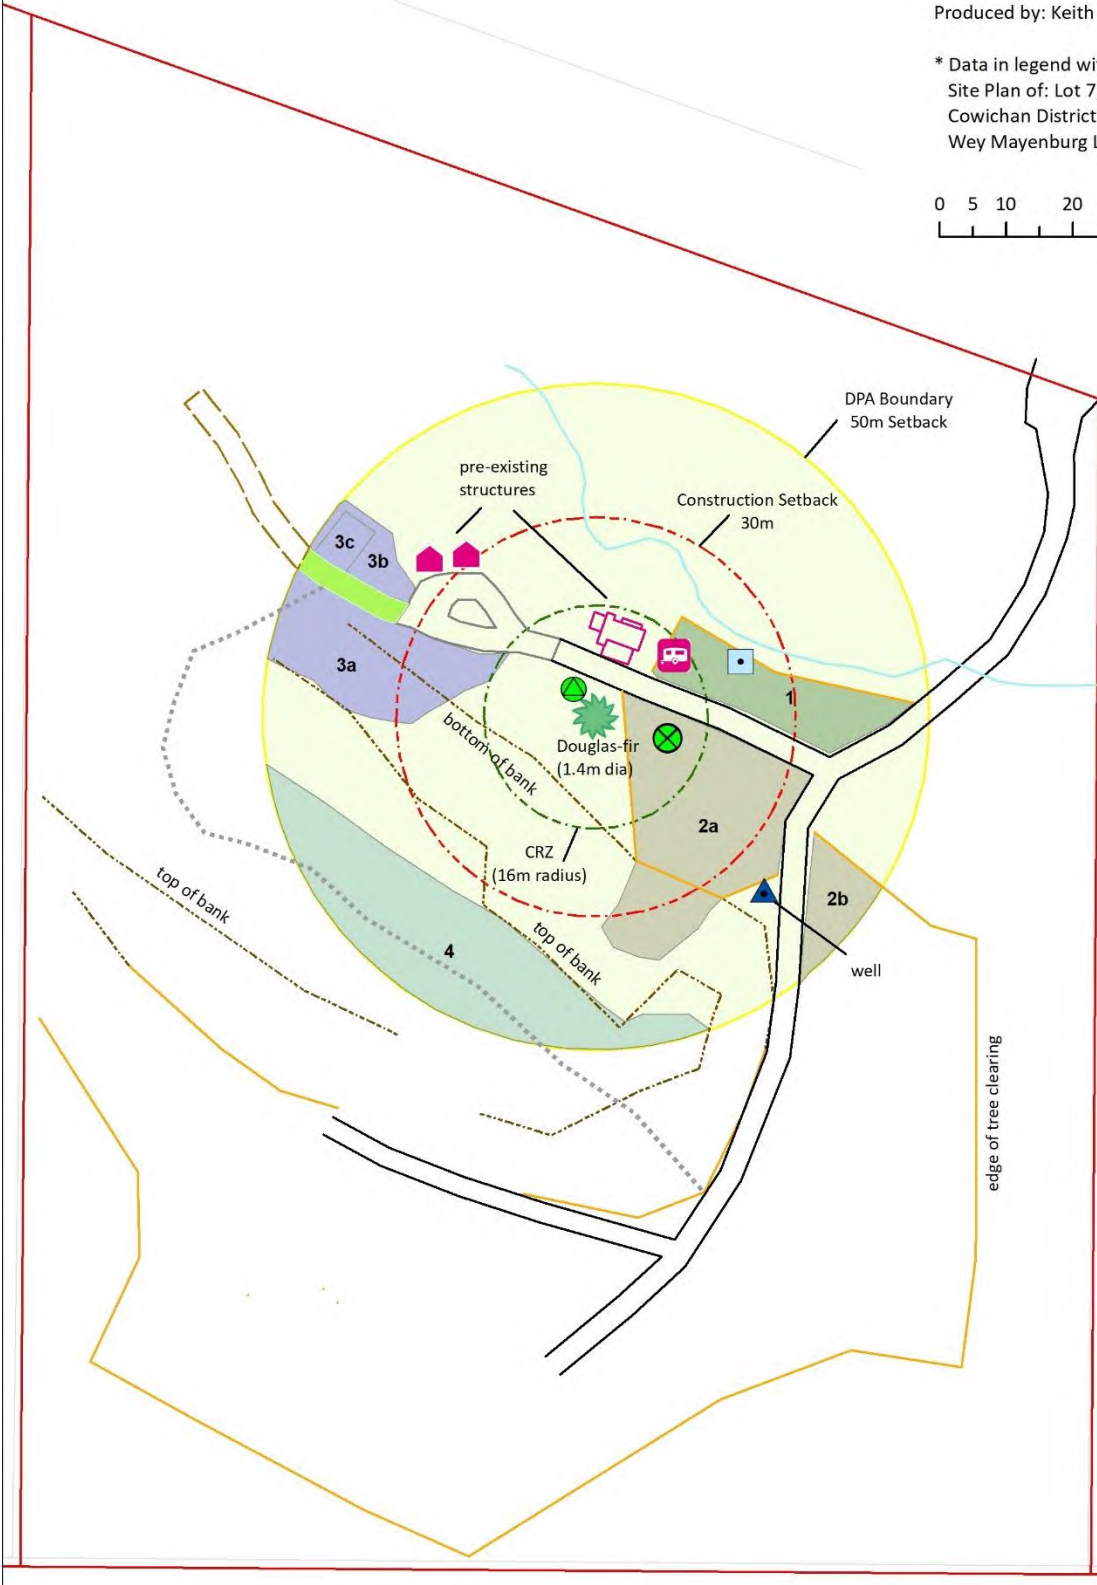 Produced by: Keith
* Data in legend wi
Site Plan of: Lot 7
Cowichan District
Wey Mayenburg L
0 5 10 20
DPA Boundary
50m Setback
pre-existing
structures
Construction Setback
30m
3c
3b
3a
1
bottom of bank
Douglas-fir
(1.4m dia)
2a
CRZ
(16m radius)
top of bank
2b
4
top of bank
well
edge of tree clearing